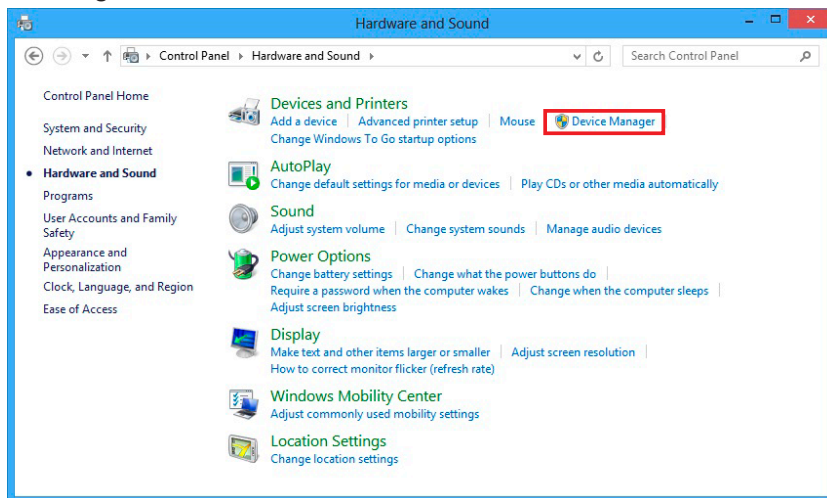 Hardware and Sound
Control Panel Hardware and Sound
Search Control Panel
Control Panel Home
System and Security
Network and Internet
Hardware and Sound
Programs
User Accounts and Family
Safety
Appearance and
Personalization
Clock, Language, and Region
Ease of Access
Devices and Printers
Add a device Advanced printer setup Mouse Device Manager
Change Windows To Go startup options
AutoPlay
Change default settings for media or devices Play CDs or other media automatically
Sound
Adjust system volume Change system sounds Manage audio devices
Power Options
Change battery settings Change what the power buttons do
Require a password when the computer wakes Change when the computer sleeps
Adjust screen brightness
Display
Make text and other items larger or smaller Adjust screen resolution
How to correct monitor flicker (refresh rate)
Windows Mobility Center
Adjust commonly used mobility settings
Location Settings
Change location settings